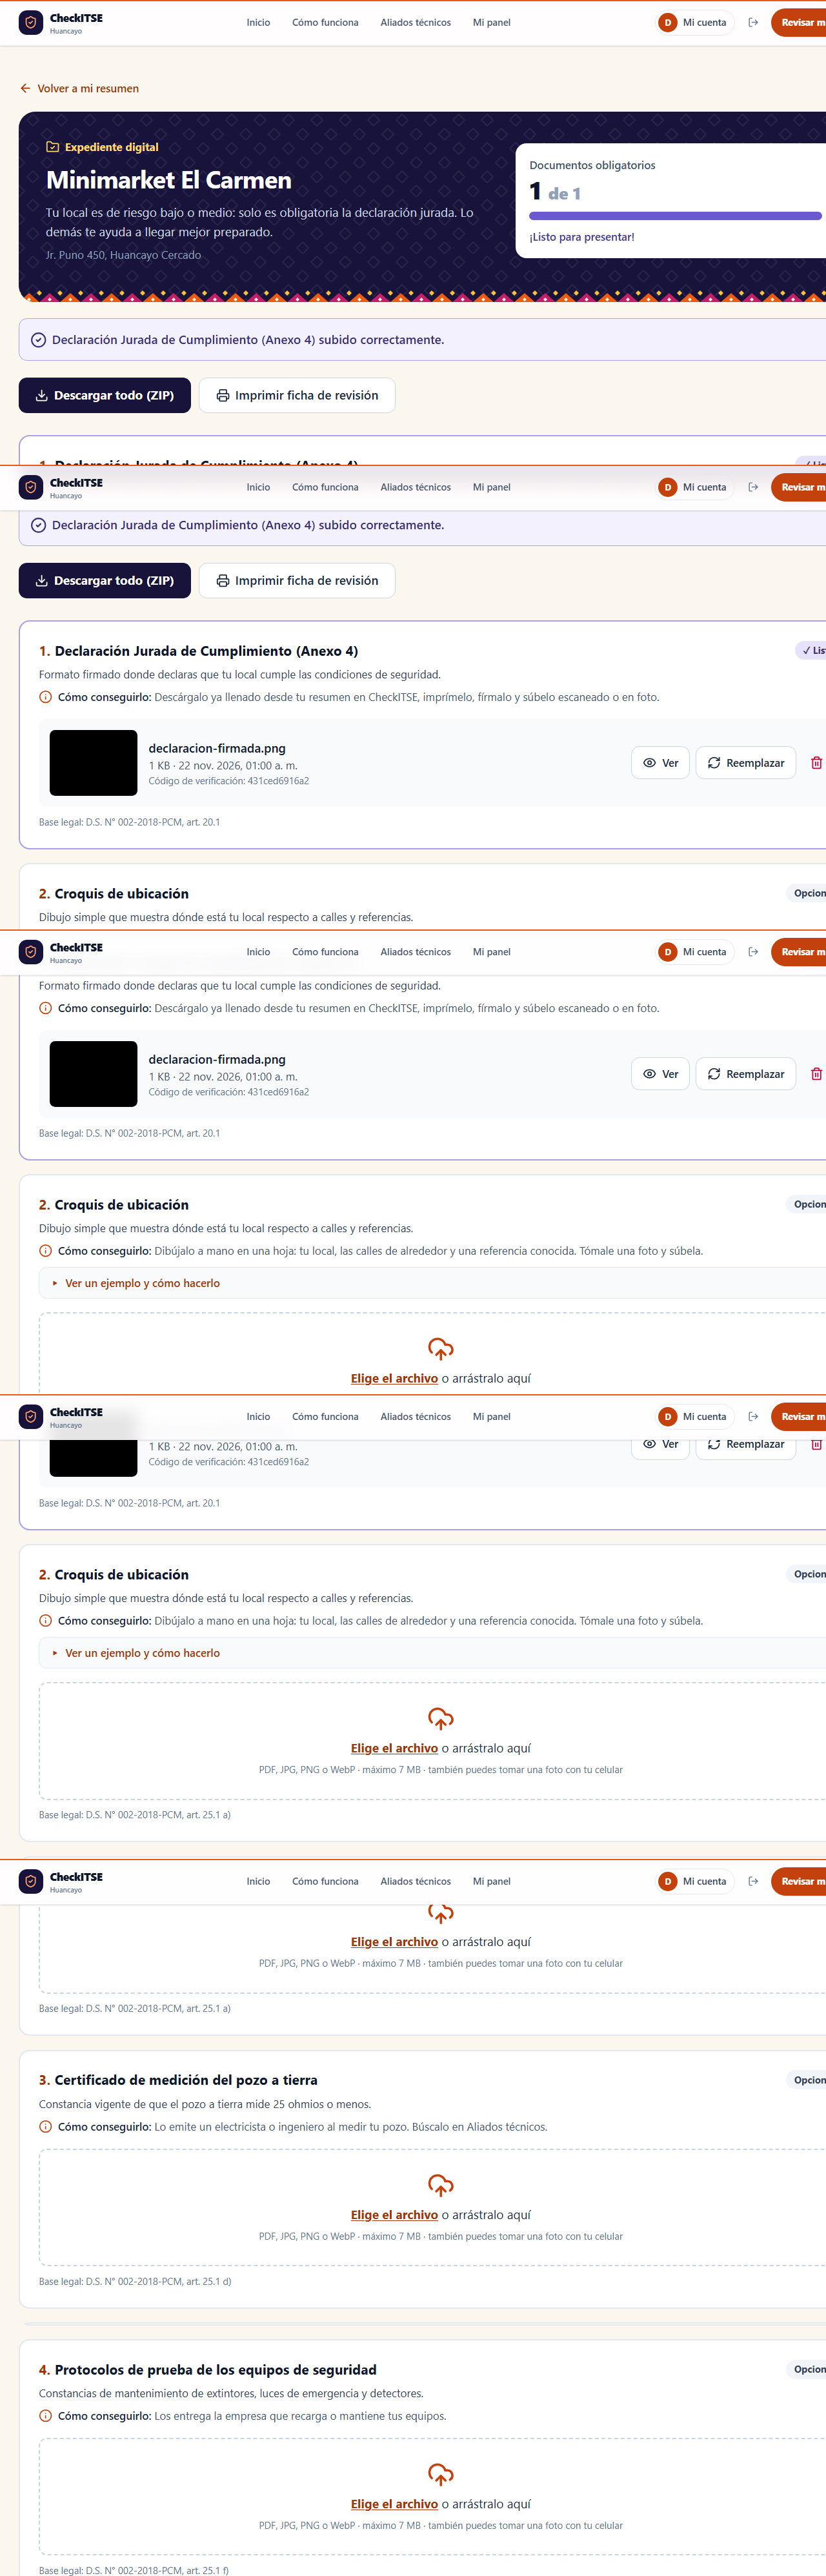 CheckITSE
Huancayo
Inicio Cómo funciona Aliados técnicos Mi panel
D Mi cuenta
Revisar m
Volver a mi resumen
Expediente digital
Minimarket El Carmen
Tu local es de riesgo bajo o medio: solo es obligatoria la declaración jurada. Lo
demás te ayuda a llegar mejor preparado.
Jr. Puno 450, Huancayo Cercado
Documentos obligatorios
1 de 1
¡Listo para presentar!
Declaración Jurada de Cumplimiento (Anexo 4) subido correctamente.
Descargar todo (ZIP) Imprimir ficha de revisión
1. Declaración Jurada de Cumplimiento (Anexo 4)
CheckITSE
Huancayo
Inicio Cómo funciona Aliados técnicos Mi panel
D Mi cuenta
Revisar m
Declaración Jurada de Cumplimiento (Anexo 4) subido correctamente.
Descargar todo (ZIP) Imprimir ficha de revisión
1. Declaración Jurada de Cumplimiento (Anexo 4)
✓ Lis
Formato firmado donde declaras que tu local cumple las condiciones de seguridad.
Cómo conseguirlo: Descárgalo ya llenado desde tu resumen en CheckITSE, imprímelo, fírmalo y súbelo escaneado o en foto.
declaracion-firmada.png
1 KB · 22 nov. 2026, 01:00 a. m.
Código de verificación: 431ced6916a2
Ver Reemplazar
Base legal: D.S. N° 002-2018-PCM, art. 20.1
2. Croquis de ubicación
Opcion
Dibujo simple que muestra dónde está tu local respecto a calles y referencias.
CheckITSE
Huancayo
Inicio Cómo funciona Aliados técnicos Mi panel
D Mi cuenta
Revisar m
Formato firmado donde declaras que tu local cumple las condiciones de seguridad.
Cómo conseguirlo: Descárgalo ya llenado desde tu resumen en CheckITSE, imprímelo, fírmalo y súbelo escaneado o en foto.
declaracion-firmada.png
1 KB · 22 nov. 2026, 01:00 a. m.
Código de verificación: 431ced6916a2
Ver Reemplazar
Base legal: D.S. N° 002-2018-PCM, art. 20.1
2. Croquis de ubicación
Opcion
Dibujo simple que muestra dónde está tu local respecto a calles y referencias.
Cómo conseguirlo: Dibújalo a mano en una hoja: tu local, las calles de alrededor y una referencia conocida. Tómale una foto y súbela.
Ver un ejemplo y cómo hacerlo
Elige el archivo o arrástralo aquí
CheckITSE
Huancayo
Inicio Cómo funciona Aliados técnicos Mi panel
D Mi cuenta
Revisar m
1 KB · 22 nov. 2026, 01:00 a. m.
Código de verificación: 431ced6916a2
Ver Reemplazar
Base legal: D.S. N° 002-2018-PCM, art. 20.1
2. Croquis de ubicación
Opcion
Dibujo simple que muestra dónde está tu local respecto a calles y referencias.
Cómo conseguirlo: Dibújalo a mano en una hoja: tu local, las calles de alrededor y una referencia conocida. Tómale una foto y súbela.
Ver un ejemplo y cómo hacerlo
Elige el archivo o arrástralo aquí
PDF, JPG, PNG o WebP · máximo 7 MB · también puedes tomar una foto con tu celular
Base legal: D.S. N° 002-2018-PCM, art. 25.1 a)
CheckITSE
Huancayo
Inicio Cómo funciona Aliados técnicos Mi panel
D Mi cuenta
Revisar m
Elige el archivo o arrástralo aquí
PDF, JPG, PNG o WebP · máximo 7 MB · también puedes tomar una foto con tu celular
Base legal: D.S. N° 002-2018-PCM, art. 25.1 a)
3. Certificado de medición del pozo a tierra
Opcion
Constancia vigente de que el pozo a tierra mide 25 ohmios o menos.
Cómo conseguirlo: Lo emite un electricista o ingeniero al medir tu pozo. Búscalo en Aliados técnicos.
Elige el archivo o arrástralo aquí
PDF, JPG, PNG o WebP · máximo 7 MB · también puedes tomar una foto con tu celular
Base legal: D.S. N° 002-2018-PCM, art. 25.1 d)
4. Protocolos de prueba de los equipos de seguridad
Opcion
Constancias de mantenimiento de extintores, luces de emergencia y detectores.
Cómo conseguirlo: Los entrega la empresa que recarga o mantiene tus equipos.
Elige el archivo o arrástralo aquí
PDF, JPG, PNG o WebP · máximo 7 MB · también puedes tomar una foto con tu celular
Base legal: D.S. N° 002-2018-PCM, art. 25.1 f)